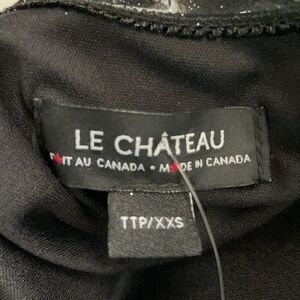 LE CHÂTEAU
FAIT AU CANADA • MADE IN CANADA
TTP/XXS